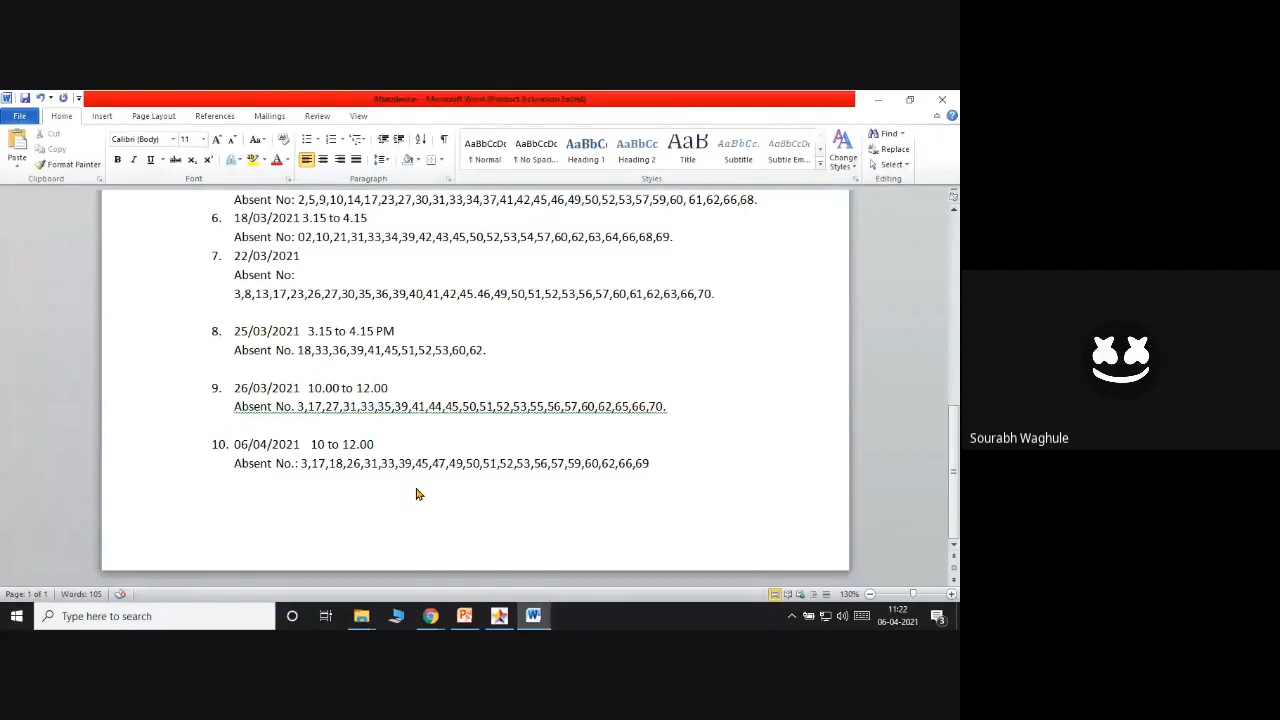 Attendance - Microsoft Word (Product Activation Failed)
File Home Insert Page Layout References Mailings Review View
Paste
Cut
Copy
Format Painter
Clipboard
Calibri (Body) 11
Font
Paragraph
AaBbCcDc AaBbCcDc AaBbCc AaBbCc AaB AaBbCc. AaBbCcDc
¶ Normal ¶ No Spac... Heading 1 Heading 2 Title Subtitle Subtle Em...
Styles
Change Styles
Find
Replace
Select
Editing
Absent No: 2,5,9,10,14,17,23,27,30,31,33,34,37,41,42,45,46,49,50,52,53,57,59,60, 61,62,66,68.
6. 18/03/2021 3.15 to 4.15
Absent No: 02,10,21,31,33,34,39,42,43,45,50,52,53,54,57,60,62,63,64,66,68,69.
7. 22/03/2021
Absent No:
3,8,13,17,23,26,27,30,35,36,39,40,41,42,45.46,49,50,51,52,53,56,57,60,61,62,63,66,70.
8. 25/03/2021 3.15 to 4.15 PM
Absent No. 18,33,36,39,41,45,51,52,53,60,62.
9. 26/03/2021 10.00 to 12.00
Absent No. 3,17,27,31,33,35,39,41,44,45,50,51,52,53,55,56,57,60,62,65,66,70.
10. 06/04/2021 10 to 12.00
Absent No.: 3,17,18,26,31,33,39,45,47,49,50,51,52,53,56,57,59,60,62,66,69
Page: 1 of 1 Words: 105 130%
Type here to search
11:22
06-04-2021
3
Sourabh Waghule